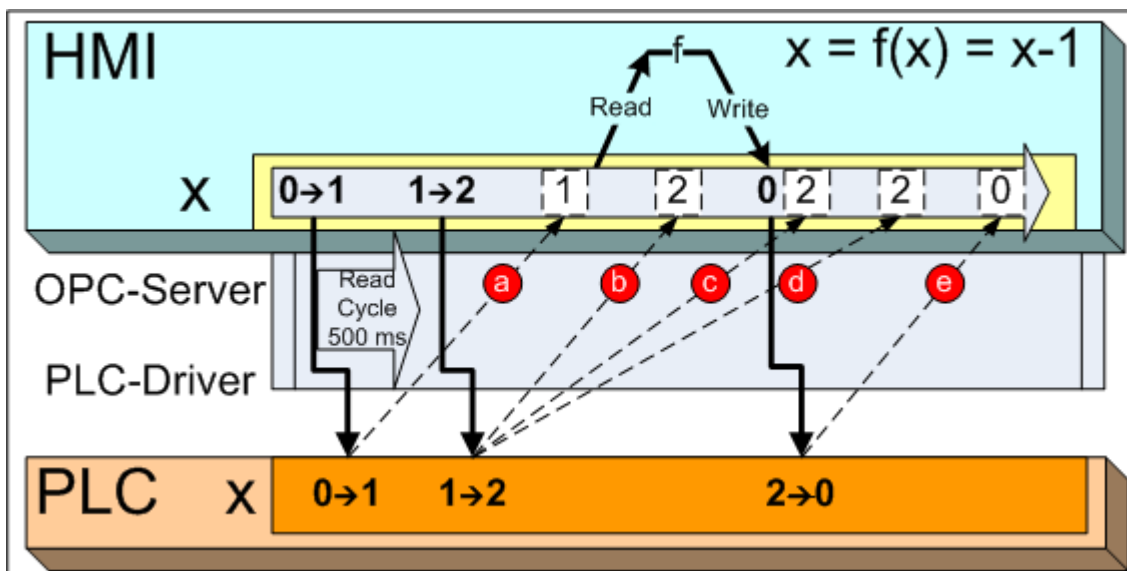 HMI
x = f(x) = x-1
f
Read
Write
x
0→1
1→2
1
2
0
2
2
0
OPC-Server
Read
Cycle
500 ms
a
b
c
d
e
PLC-Driver
PLC
x
0→1
1→2
2→0